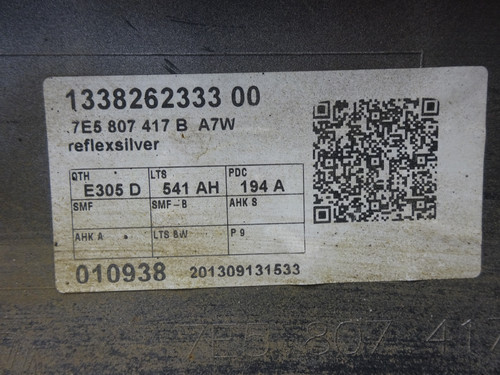 1338262333 00
7E5 807 417 B A7W
reflexsilver
QTH LTS PDC
E305 D 541 AH 194 A
SMF SMF-B AHK S
AHK A LTS BW P 9
010938 201309131533
7E5 807 417